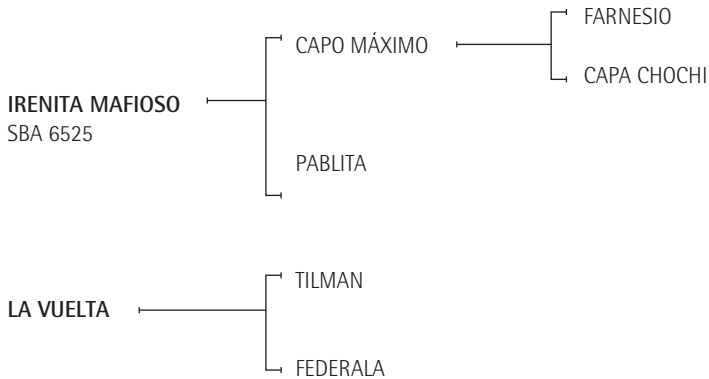 FARNESIO
CAPO MÁXIMO
CAPA CHOCHI
IRENITA MAFIOSO
SBA 6525
PABLITA
TILMAN
LA VUELTA
FEDERALA